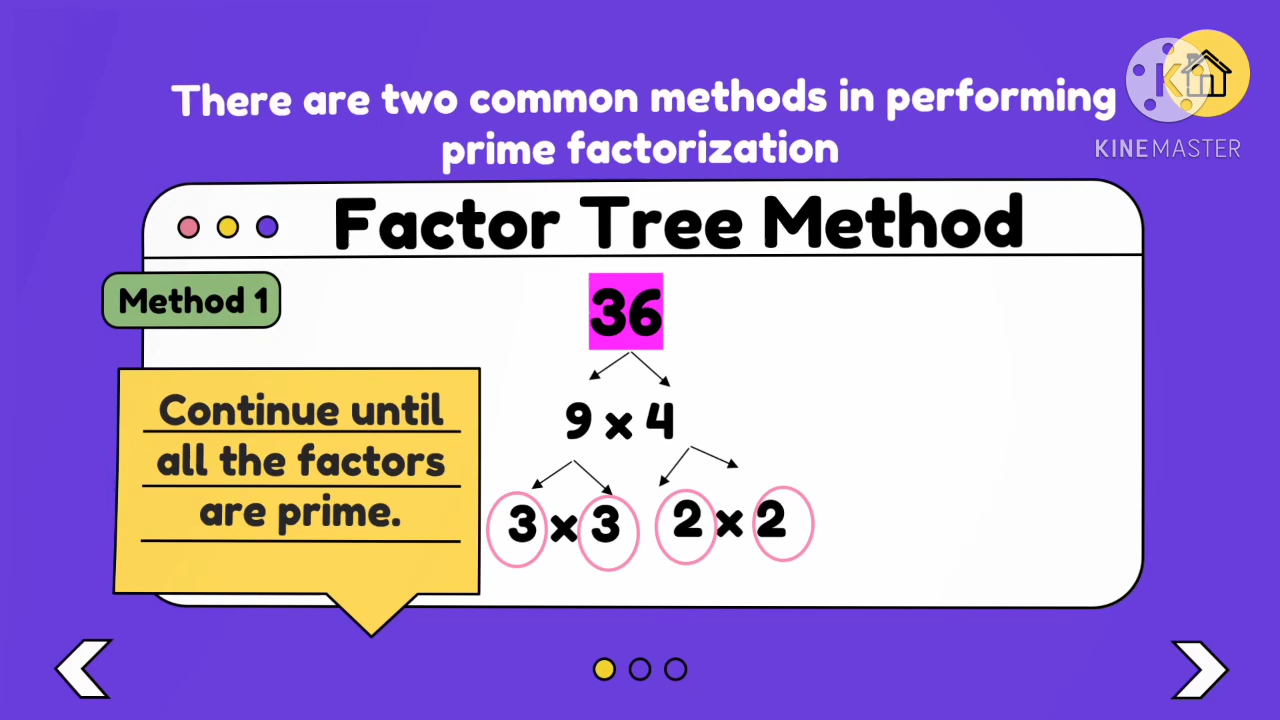 There are two common methods in performing
prime factorization
KINEMASTER
Factor Tree Method
Method 1
36
9 x 4
3 x 3 2 x 2
Continue until
all the factors
are prime.